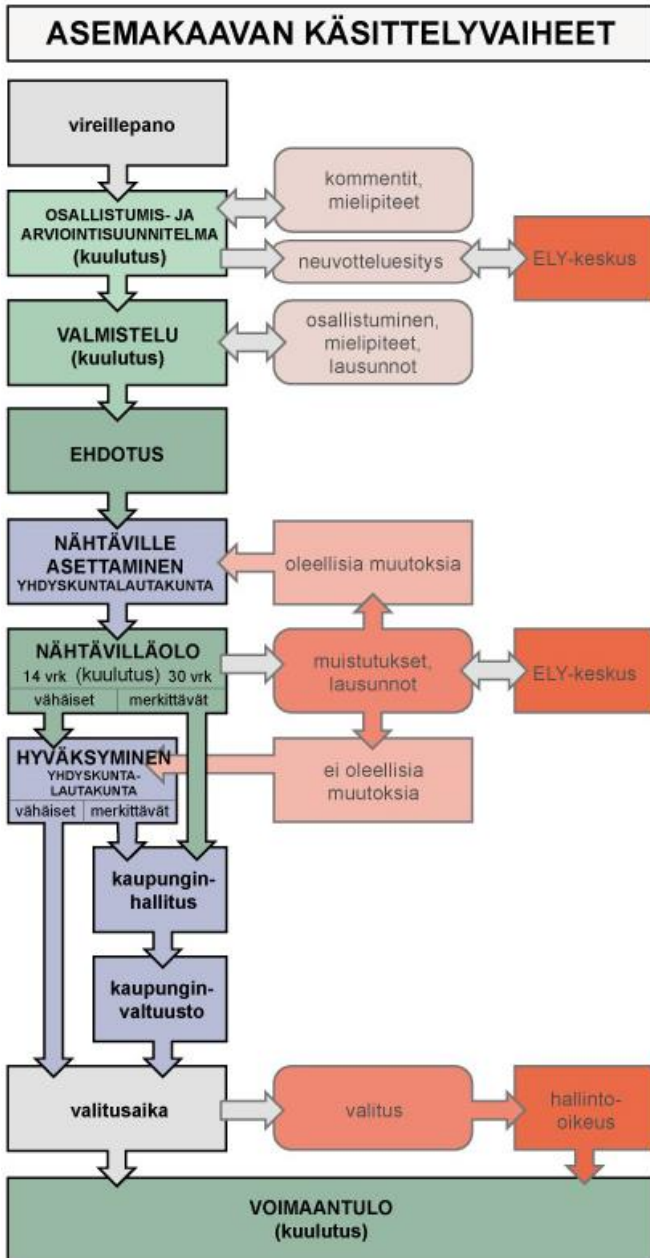 ASEMAKAAVAN KÄSITTELYVAIHEET
vireillepano
OSALLISTUMIS- JA
ARVIOINTISUUNNITELMA
(kuulutus)
kommentit,
mielipiteet
neuvotteluesitys
ELY-keskus
VALMISTELU
(kuulutus)
osallistuminen,
mielipiteet,
lausunnot
EHDOTUS
NÄHTÄVILLE
ASETTAMINEN
YHDYSKUNTALAUTAKUNTA
oleellisia muutoksia
NÄHTÄVILLÄOLO
14 vrk (kuulutus) 30 vrk
vähäiset merkittävät
muistutukset,
lausunnot
ELY-keskus
HYVÄKSYMINEN
YHDYSKUNTA-
LAUTAKUNTA
vähäiset merkittävät
ei oleellisia
muutoksia
kaupungin-
hallitus
kaupungin-
valtuusto
valitusaika
valitus
hallinto-
oikeus
VOIMAANTULO
(kuulutus)